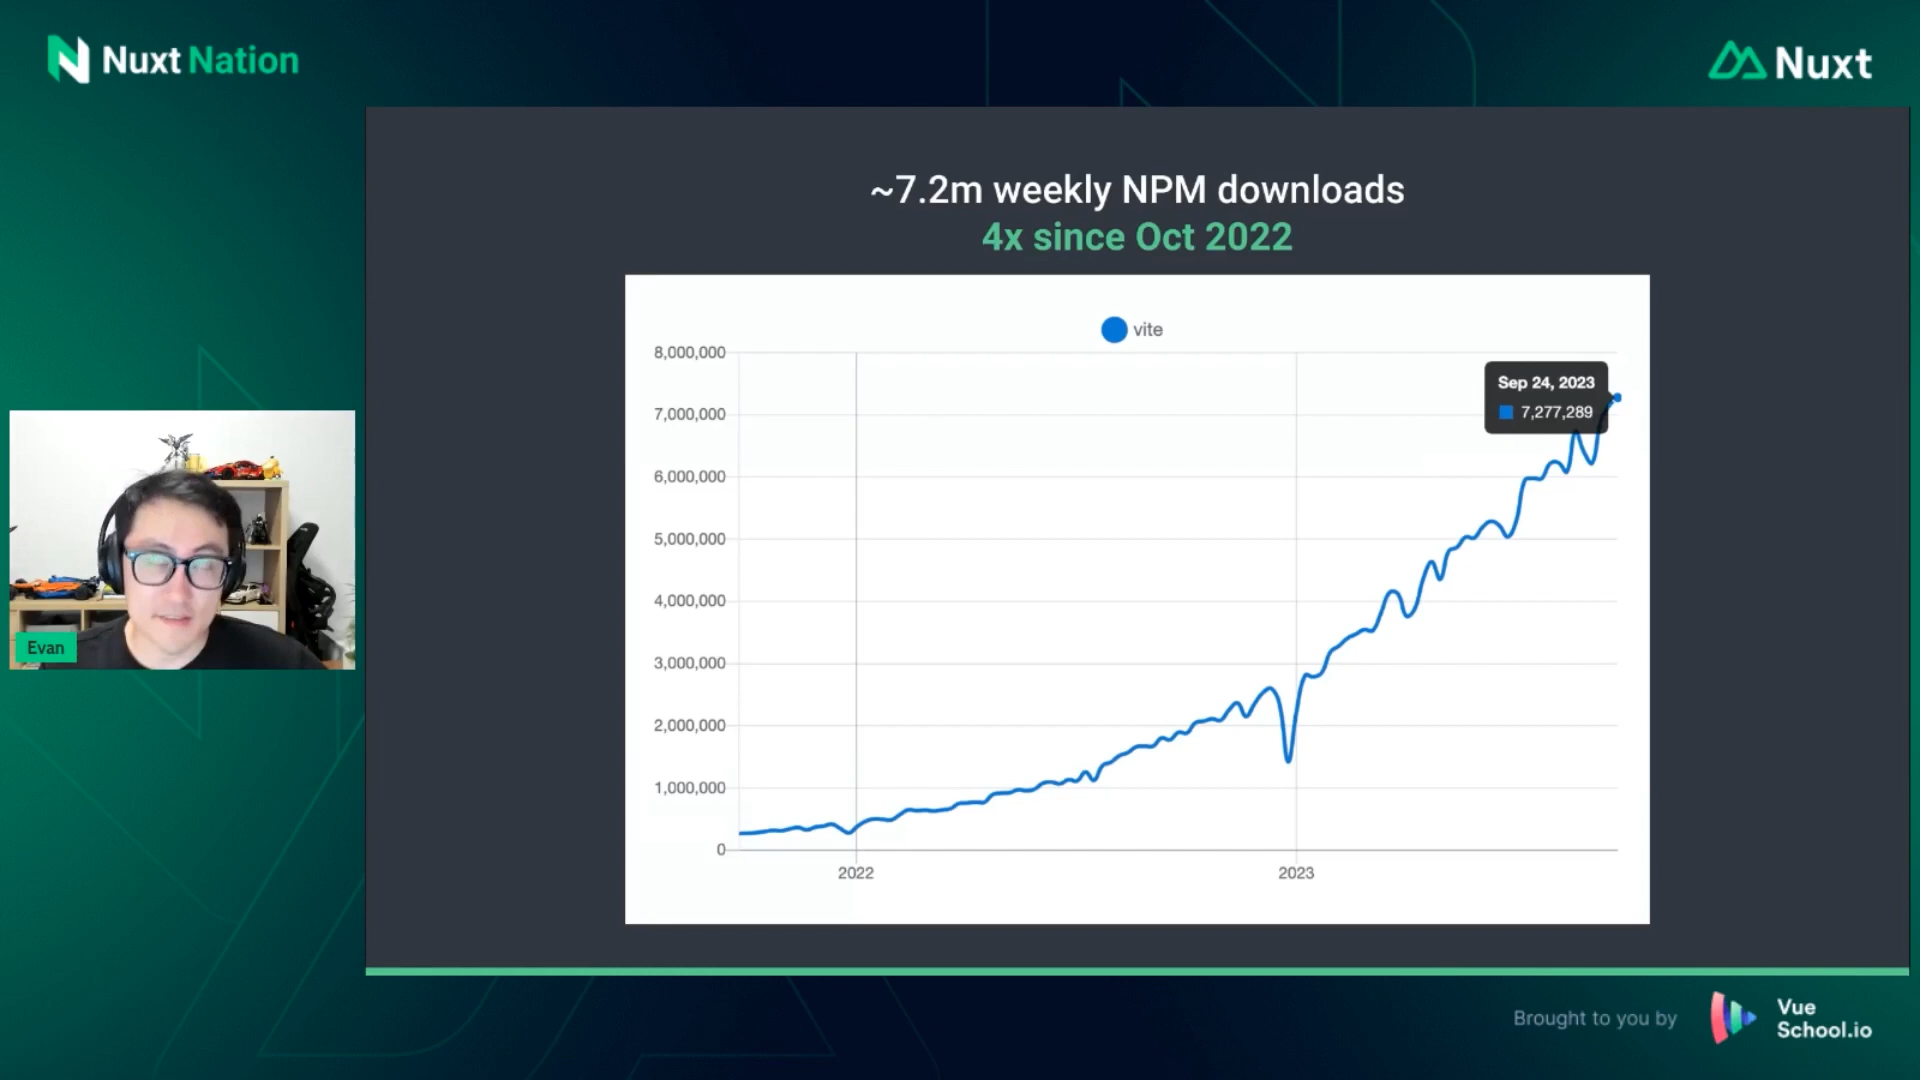 Nuxt Nation
Nuxt
~7.2m weekly NPM downloads
4x since Oct 2022
vite
8,000,000
7,000,000
6,000,000
5,000,000
4,000,000
3,000,000
2,000,000
1,000,000
0
Sep 24, 2023
7,277,289
2022
2023
Evan
Brought to you by
Vue
School.io